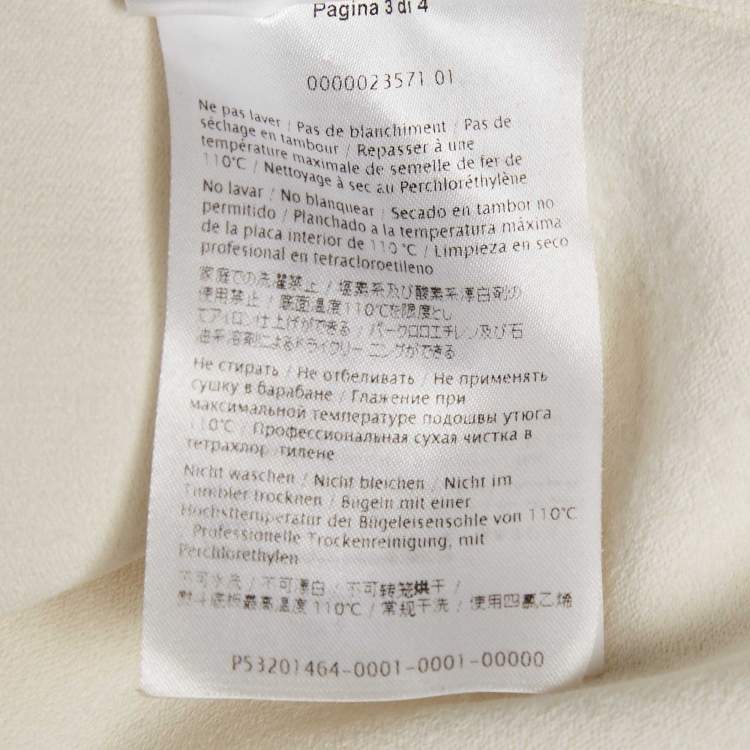 Pagina 3 di 4
0000023571 01
Ne pas laver / Pas de blanchiment / Pas de
séchage en tambour / Repasser à une
température maximale de semelle de fer de
110°C / Nettoyage à sec au Perchloréthylène
No lavar / No blanquear / Secado en tambor no
permitido / Planchado a la temperatura máxima
de la placa interior de 110 °C / Limpieza en seco
profesional en tetracloroetileno
家庭での洗濯禁止 / 塩素系及び酸素系漂白剤の
使用禁止 / 底面温度110℃を限度とし
てアイロン仕上げができる / パークロロエチレン及び石
油系溶剤によるドライクリーニングができる
Не стирать / Не отбеливать / Не применять
сушку в барабане / Глажение при
максимальной температуре подошвы утюга
110°C / Профессиональная сухая чистка в
тетрахлор тилене
Nicht waschen / Nicht bleichen / Nicht im
Tumbler trocknen / Bügeln mit einer
Höchsttemperatur der Bügeleisensohle von 110°C
/ Professionelle Trockenreinigung, mit
Perchlorethylen
不可水洗 / 不可漂白 / 不可转笼烘干 /
熨斗底板最高温度110℃ / 常规干洗 / 使用四氯乙烯
P53201464-0001-0001-00000